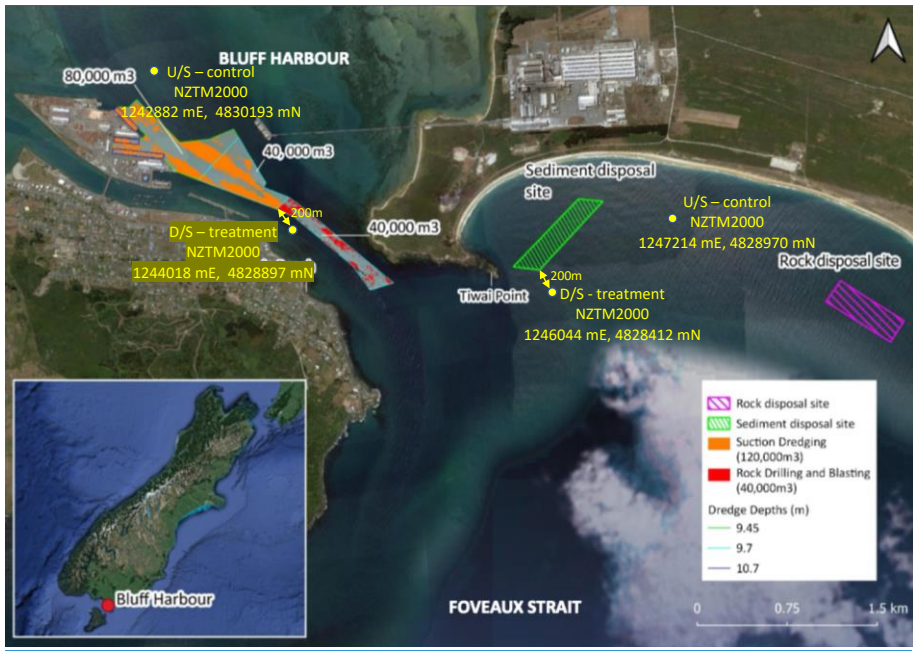 BLUFF HARBOUR
80,000 m3
U/S – control
NZTM2000
1242882 mE, 4830193 mN
40, 000 m3
Sediment disposal
site
200m
D/S – treatment
NZTM2000
1244018 mE, 4828897 mN
40,000m3
U/S – control
NZTM2000
1247214 mE, 4828970 mN
Rock disposal site
200m
Tiwai Point
D/S - treatment
NZTM2000
1246044 mE, 4828412 mN
Rock disposal site
Sediment disposal site
Suction Dredging
(120,000m3)
Rock Drilling and Blasting
(40,000m3)
Dredge Depths (m)
9.45
9.7
10.7
Bluff Harbour
FOVEAUX STRAIT
0 0.75 1.5 km